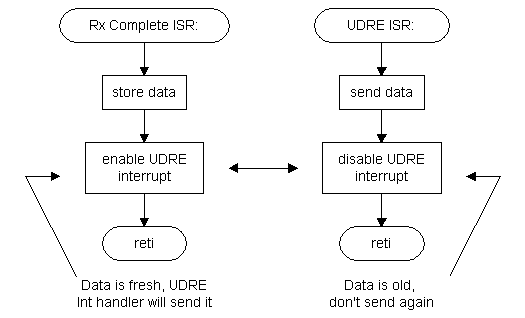 Rx Complete ISR:
store data
enable UDRE
interrupt
reti
Data is fresh, UDRE
Int handler will send it
UDRE ISR:
send data
disable UDRE
interrupt
reti
Data is old,
don't send again